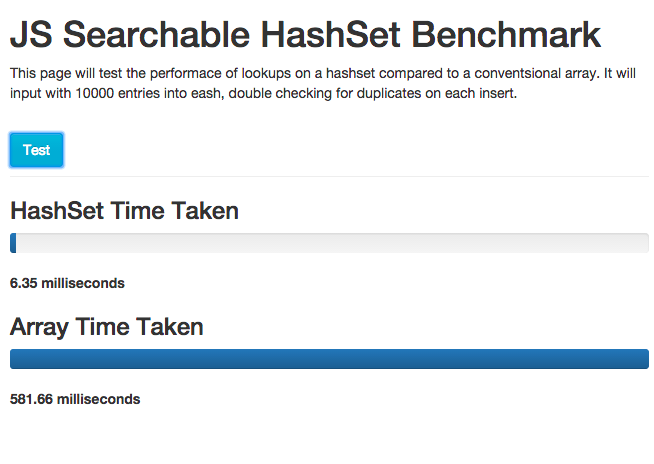 JS Searchable HashSet Benchmark
This page will test the performace of lookups on a hashset compared to a conventsional array. It will
input with 10000 entries into eash, double checking for duplicates on each insert.
Test
HashSet Time Taken
6.35 milliseconds
Array Time Taken
581.66 milliseconds